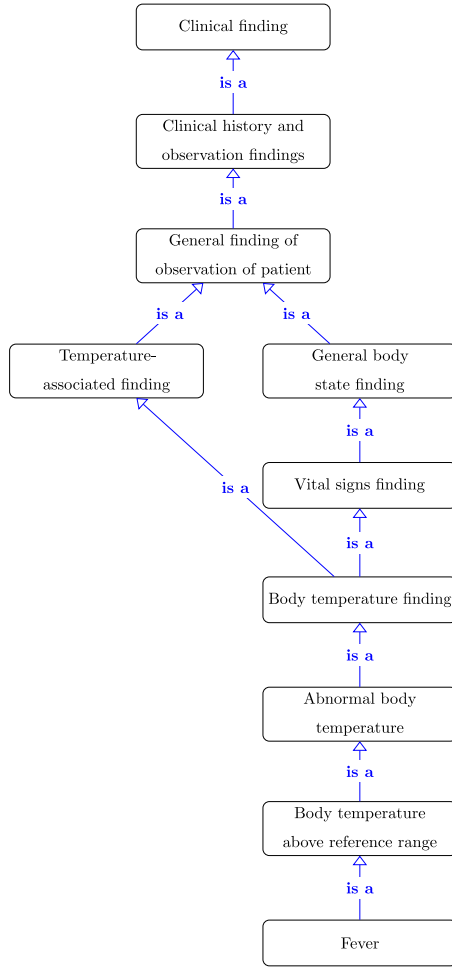 Clinical finding
is a
Clinical history and
observation findings
is a
General finding of
observation of patient
is a
is a
Temperature-
associated finding
General body
state finding
is a
Vital signs finding
is a
is a
Body temperature finding
is a
Abnormal body
temperature
is a
Body temperature
above reference range
is a
Fever